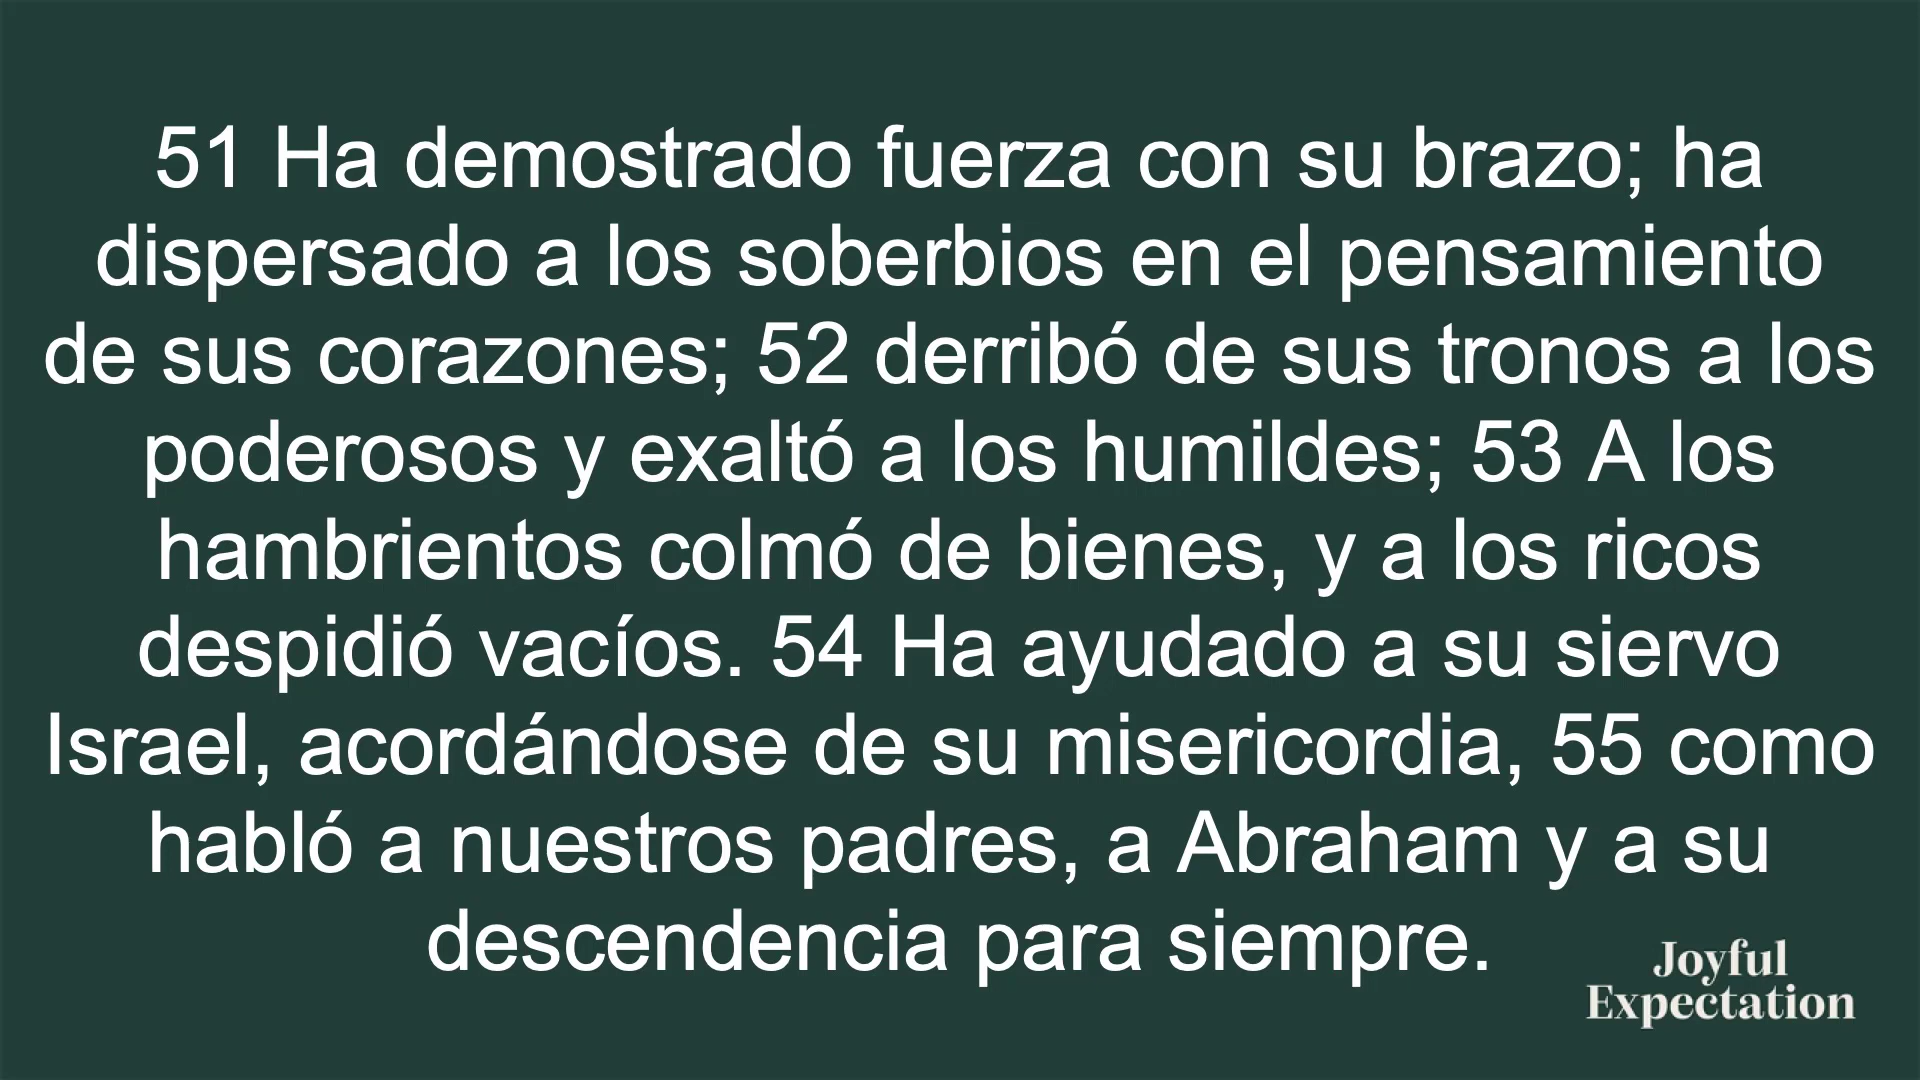 51 Ha demostrado fuerza con su brazo; ha
dispersado a los soberbios en el pensamiento
de sus corazones; 52 derribó de sus tronos a los
poderosos y exaltó a los humildes; 53 A los
hambrientos colmó de bienes, y a los ricos
despidió vacíos. 54 Ha ayudado a su siervo
Israel, acordándose de su misericordia, 55 como
habló a nuestros padres, a Abraham y a su
descendencia para siempre.
Joyful
Expectation